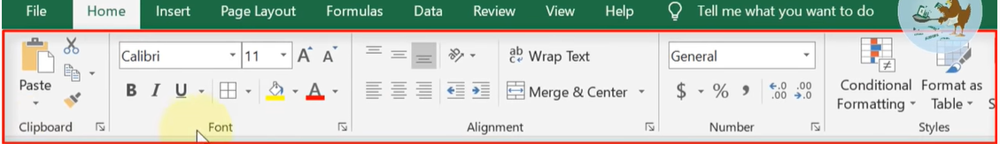 File Home Insert Page Layout Formulas Data Review View Help Tell me what you want to do
Calibri 11 A A ab c Wrap Text General
Paste B I U A Merge & Center $ % , .0 .00 .00 .0 Conditional Formatting Format as Table
Clipboard Font Alignment Number Styles